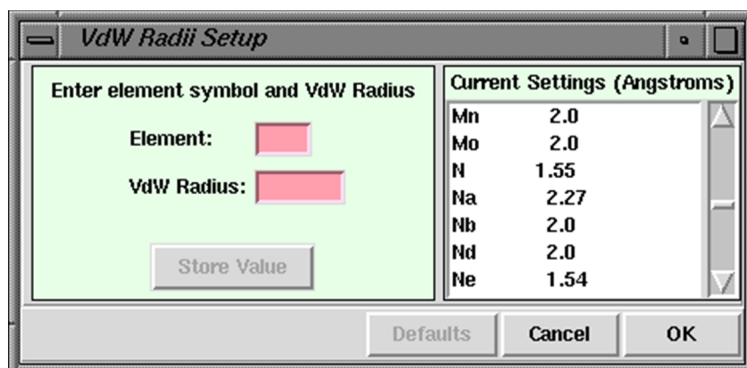 VdW Radii Setup
Enter element symbol and VdW Radius
Element:
VdW Radius:
Store Value
Current Settings (Angstroms)
Mn 2.0
Mo 2.0
N 1.55
Na 2.27
Nb 2.0
Nd 2.0
Ne 1.54
Defaults
Cancel
OK